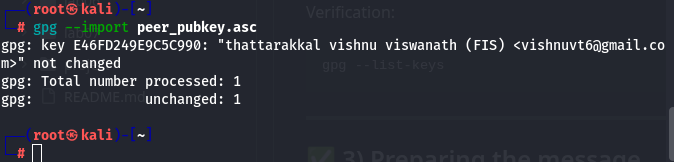 ┌──(root㉿kali)-[~]
└─# gpg --import peer_pubkey.asc
Verification:
gpg: key E46FD249E9C5C990: "thattarakkal vishnu viswanath (FIS) <vishnuvt6@gmail.co
m>" not changed
gpg --list-keys
gpg: Total number processed: 1
gpg:              unchanged: 1
README.md
┌──(root㉿kali)-[~]
└─#
✅ 3) Preparing the message